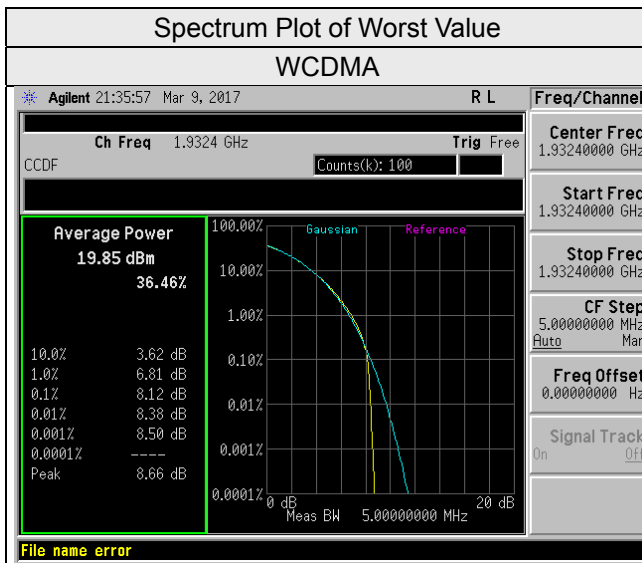 Spectrum Plot of Worst Value
WCDMA
Agilent 21:35:57 Mar 9, 2017 R L
Freq/Channel
Ch Freq 1.9324 GHz Trig Free
CCDF Counts(k): 100
Center Freq
1.93240000 GHz
Start Freq
1.93240000 GHz
Stop Freq
1.93240000 GHz
CF Step
5.00000000 MHz
Auto Man
Freq Offset
0.00000000 Hz
Signal Track
On Off
Average Power
19.85 dBm
36.46%
10.0% 3.62 dB
1.0% 6.81 dB
0.1% 8.12 dB
0.01% 8.38 dB
0.001% 8.50 dB
0.0001% ----
Peak 8.66 dB
Gaussian Reference
100.00%
10.00%
1.00%
0.10%
0.01%
0.001%
0.0001%
0 dB 20 dB
Meas BW 5.00000000 MHz
File name error